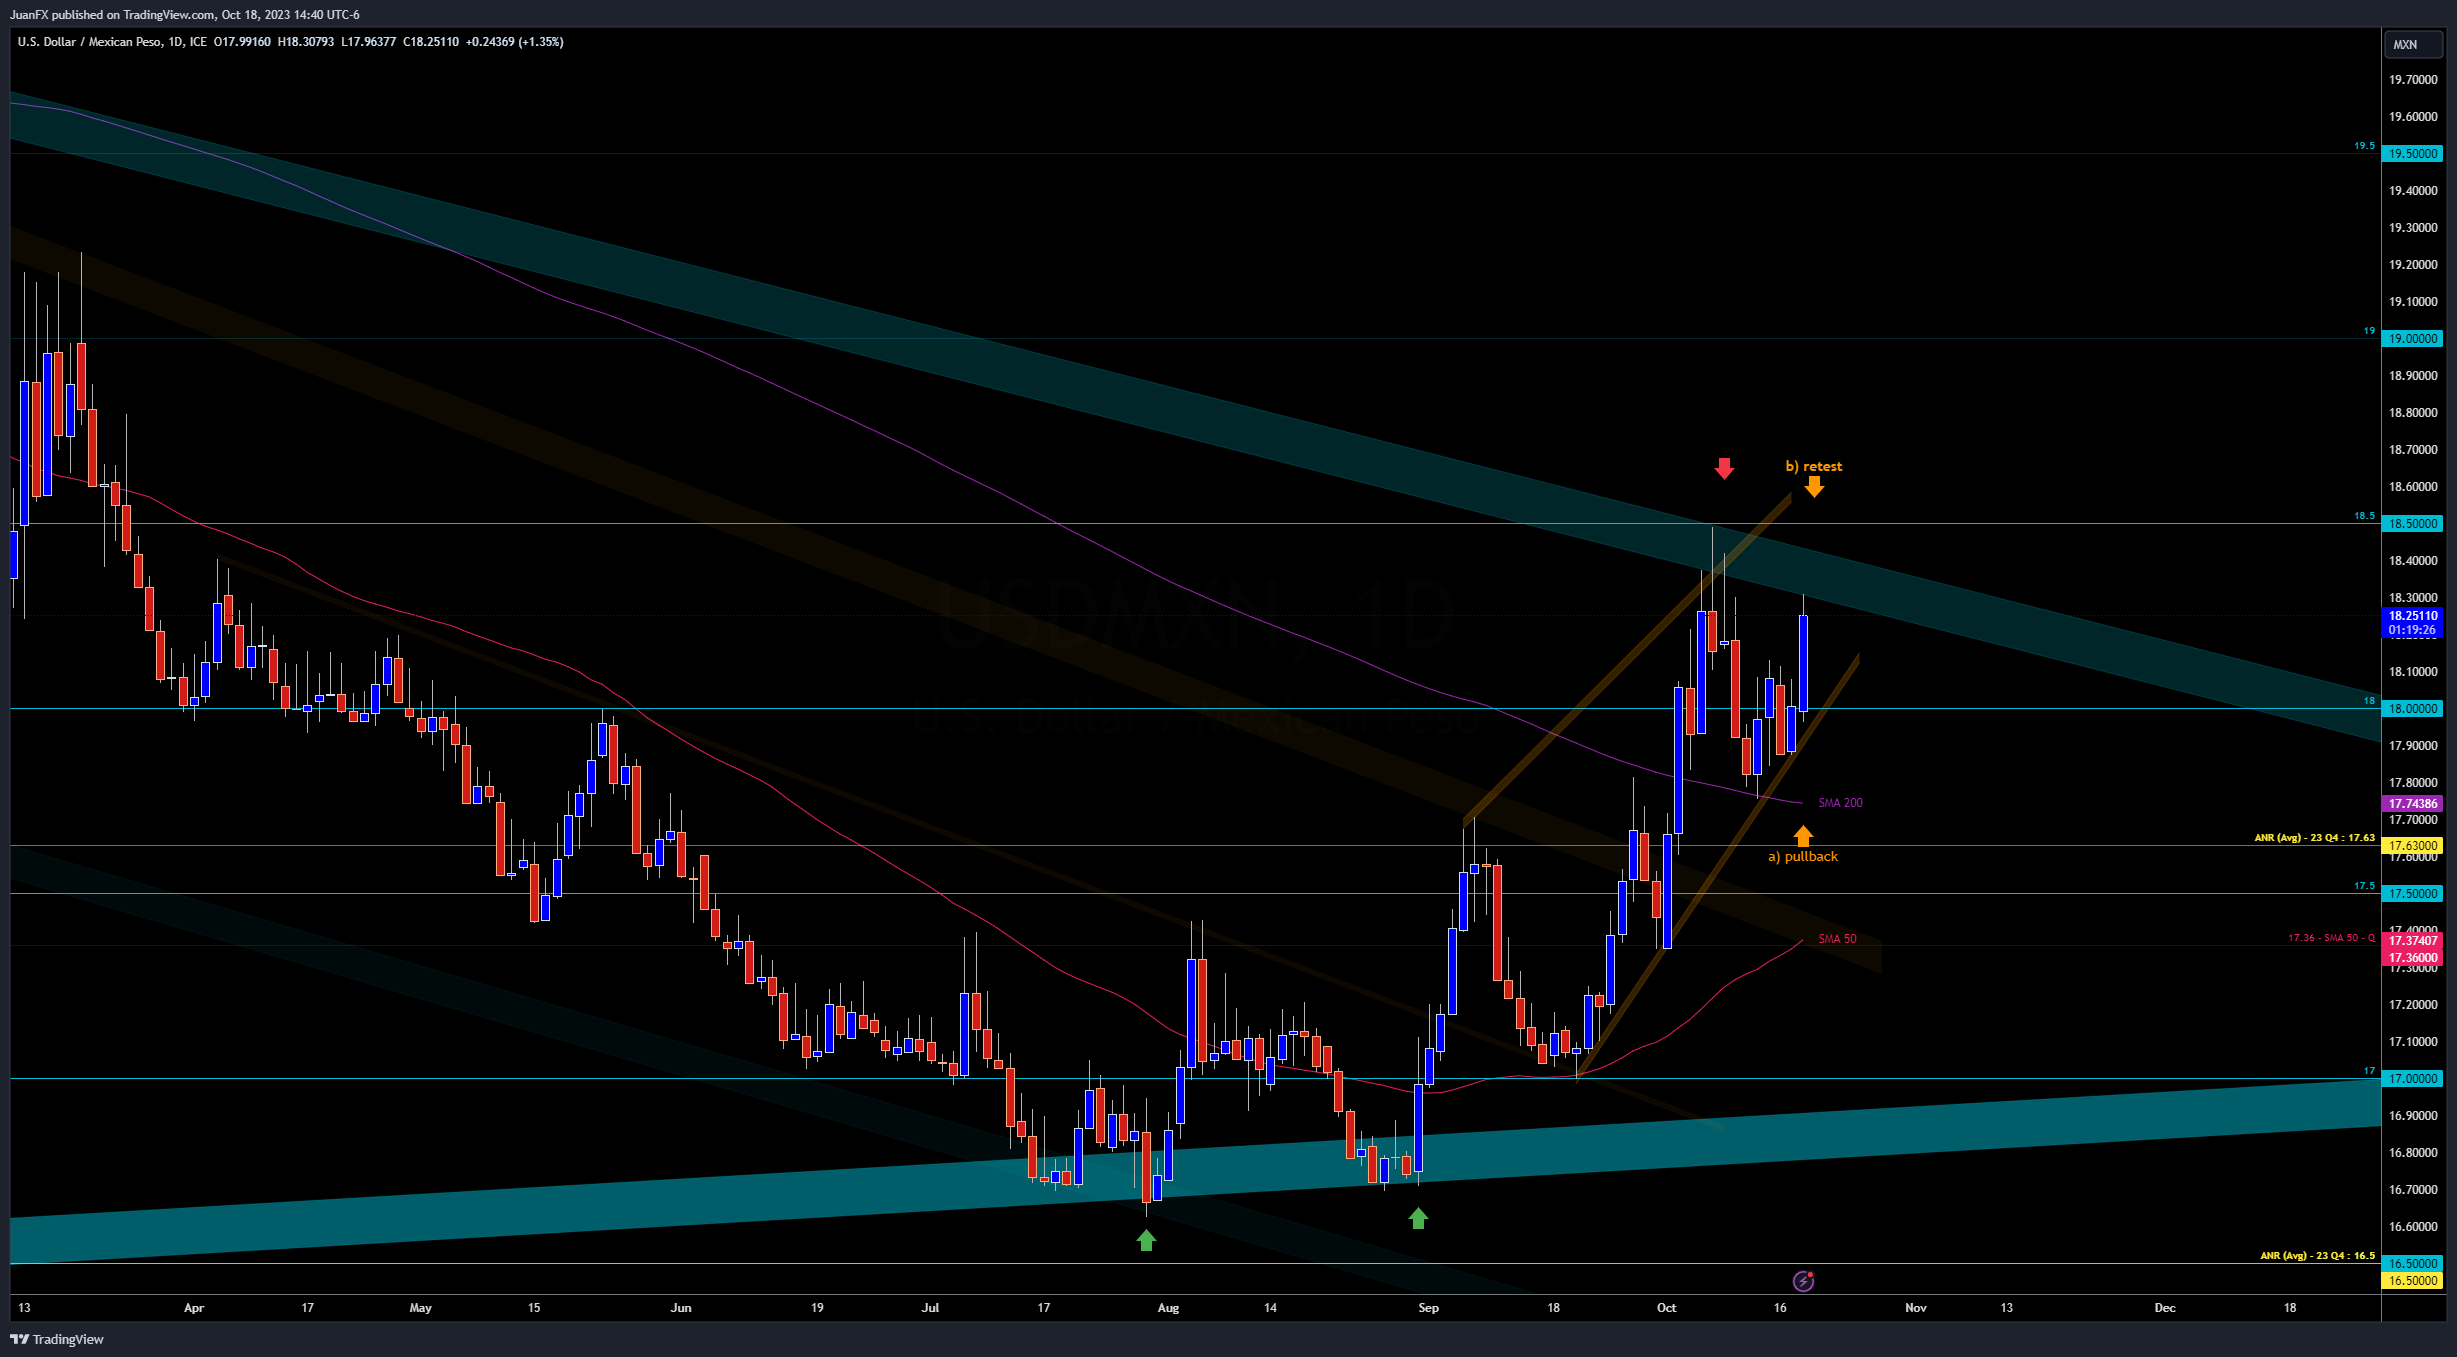 JuanFX published on TradingView.com, Oct 18, 2023 14:40 UTC-6
U.S. Dollar / Mexican Peso, 1D, ICE O17.99160 H18.30793 L17.96377 C18.25110 +0.24369 (+1.35%)
MXN
19.70000
19.60000
19.5 19.50000
19.40000
19.30000
19.20000
19.10000
19 19.00000
18.90000
18.80000
18.70000
b) retest
18.60000
18.5 18.50000
18.40000
18.30000
USDMXN, 1D
18.25110
01:19:26
18.10000
18 18.00000
U.S. Dollar / Mexican Peso
17.90000
17.80000
SMA 200 17.74386
17.70000
ANR (Avg) - 23 Q4 : 17.63 17.63000
a) pullback 17.60000
17.5 17.50000
17.40000
SMA 50 17.36 - SMA 50 - Q 17.37407
17.36000
17.30000
17.20000
17.10000
17 17.00000
16.90000
16.80000
16.70000
16.60000
ANR (Avg) - 23 Q4 : 16.5 16.50000
16.50000
13 Apr 17 May 15 Jun 19 Jul 17 Aug 14 Sep 18 Oct 16 Nov 13 Dec 18
TradingView